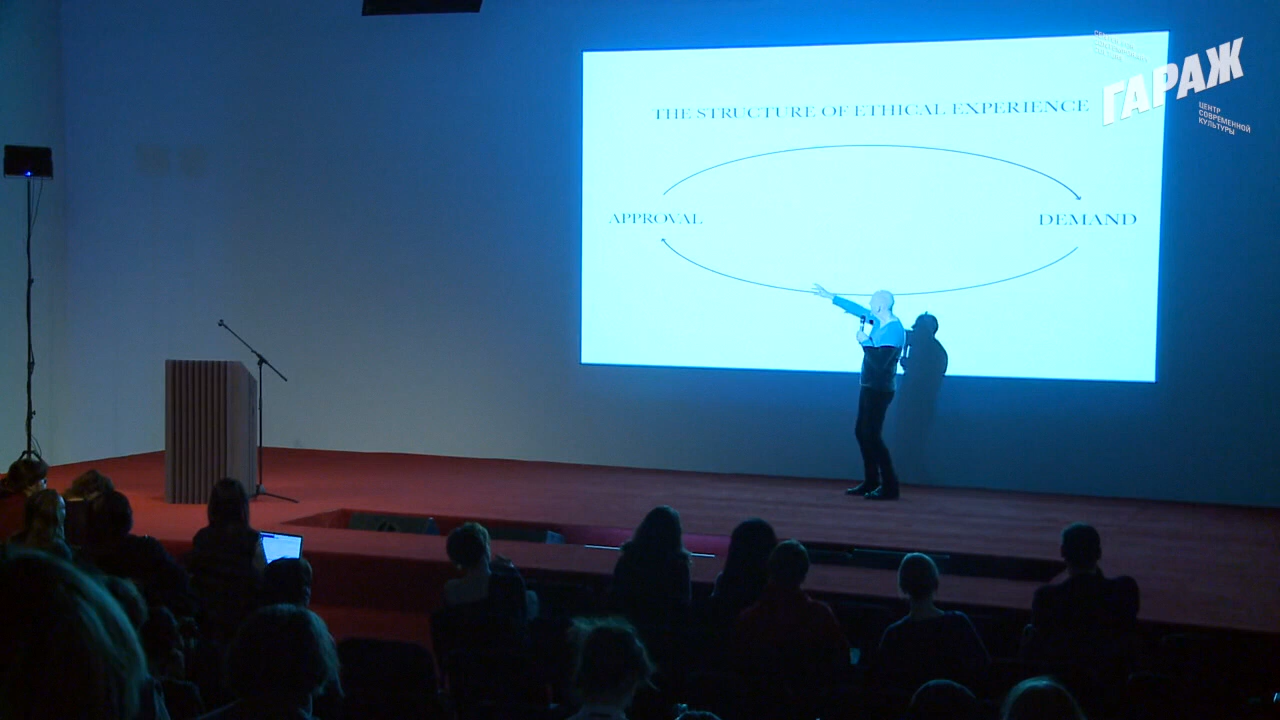 THE STRUCTURE OF ETHICAL EXPERIENCE
APPROVAL
DEMAND
ГАРАЖ
ЦЕНТР
СОВРЕМЕННОЙ
КУЛЬТУРЫ